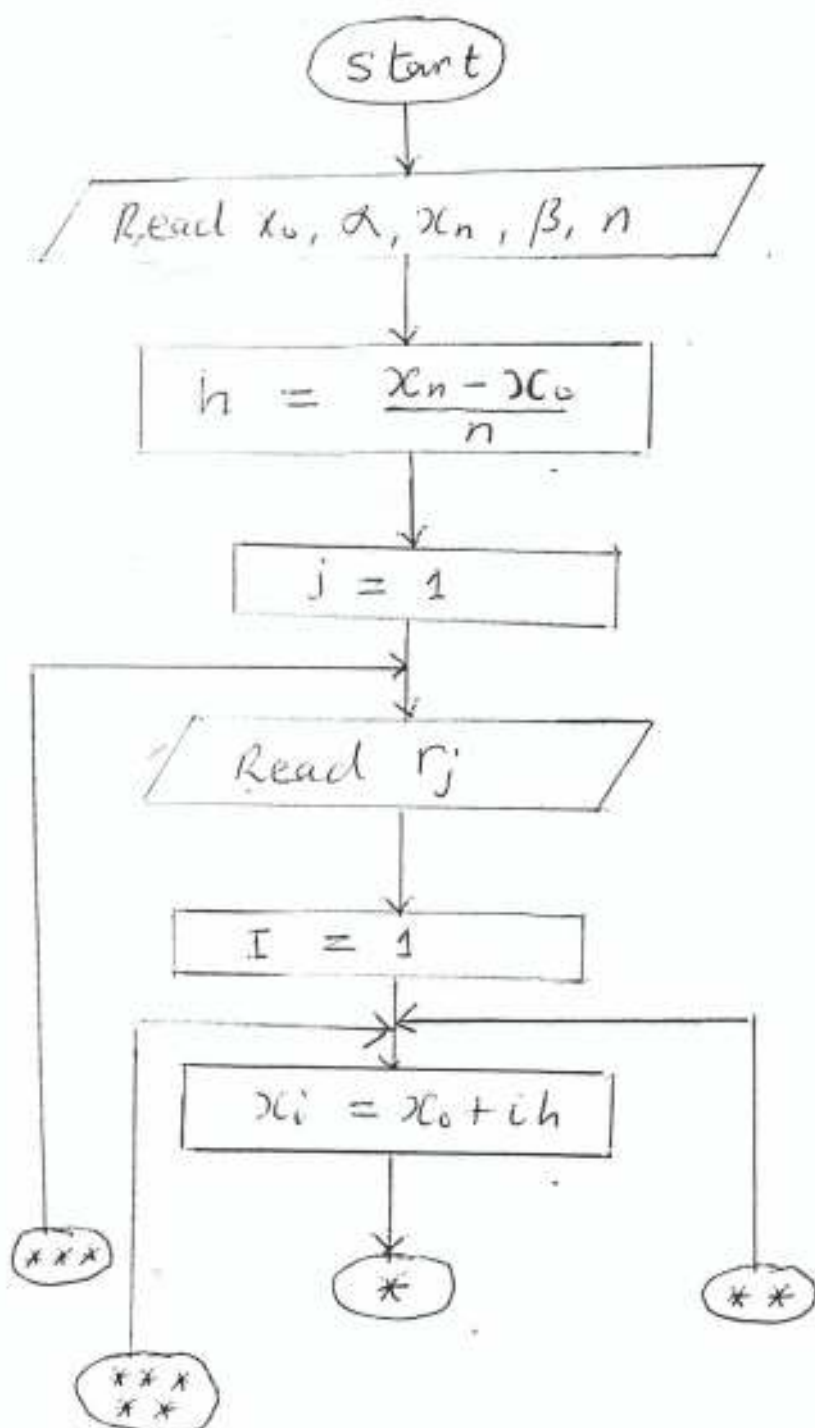 Start
Read x₀, α, xₙ, β, n
h = xₙ - x₀ / n
j = 1
Read rⱼ
I = 1
xᵢ = x₀ + ih
* * *
*
* *
* * *
* *